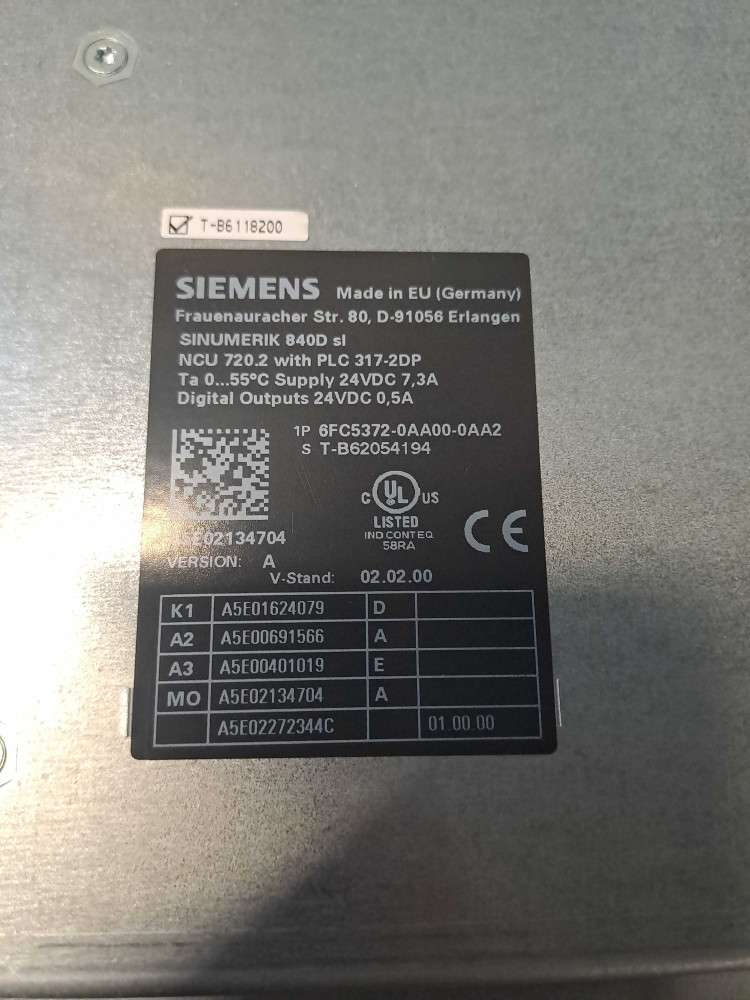 T-B6118200
SIEMENS Made in EU (Germany)
Frauenauracher Str. 80, D-91056 Erlangen
SINUMERIK 840D sl
NCU 720.2 with PLC 317-2DP
Ta 0...55°C Supply 24VDC 7,3A
Digital Outputs 24VDC 0,5A
1P 6FC5372-0AA00-0AA2
S T-B62054194
C UL US
LISTED
IND CONT EQ
58RA
CE
A5E02134704
VERSION: A
V-Stand: 02.02.00
K1 A5E01624079 D
A2 A5E00691566 A
A3 A5E00401019 E
MO A5E02134704 A
A5E02272344C 01.00.00